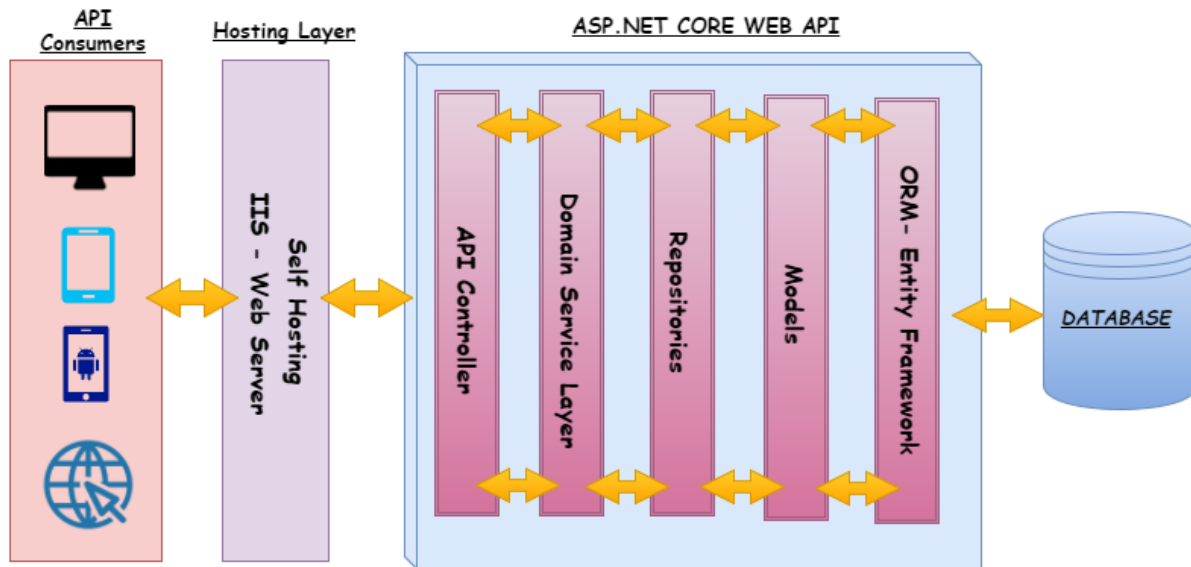 API
Consumers
Hosting Layer
ASP.NET CORE WEB API
Self Hosting
IIS - Web Server
API Controller
Domain Service Layer
Repositories
Models
ORM- Entity Framework
DATABASE